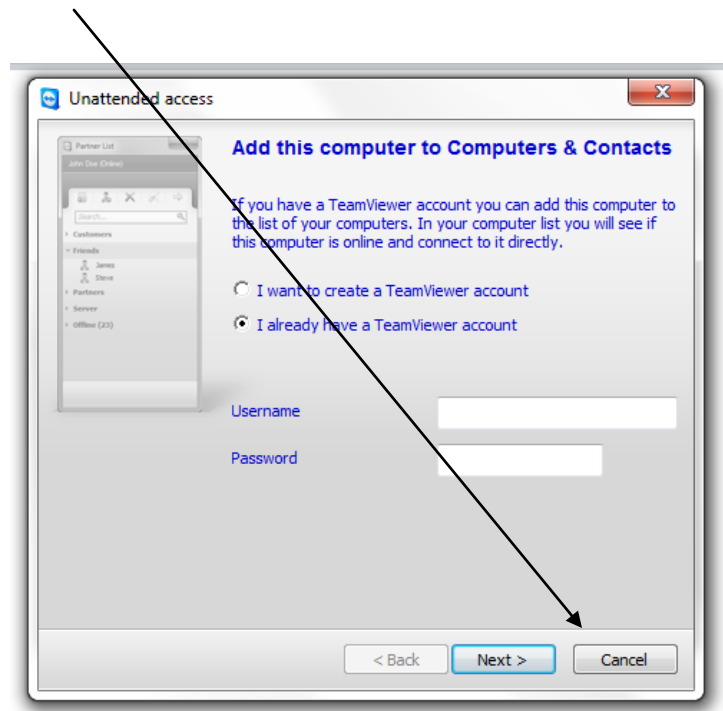 Unattended access
X
Partner List
John Doe (Online)
Search...
Customers
Friends
James
Steve
Partners
Server
Offline (23)
Add this computer to Computers & Contacts
If you have a TeamViewer account you can add this computer to
the list of your computers. In your computer list you will see if
this computer is online and connect to it directly.
I want to create a TeamViewer account
I already have a TeamViewer account
Username
Password
< Back
Next >
Cancel